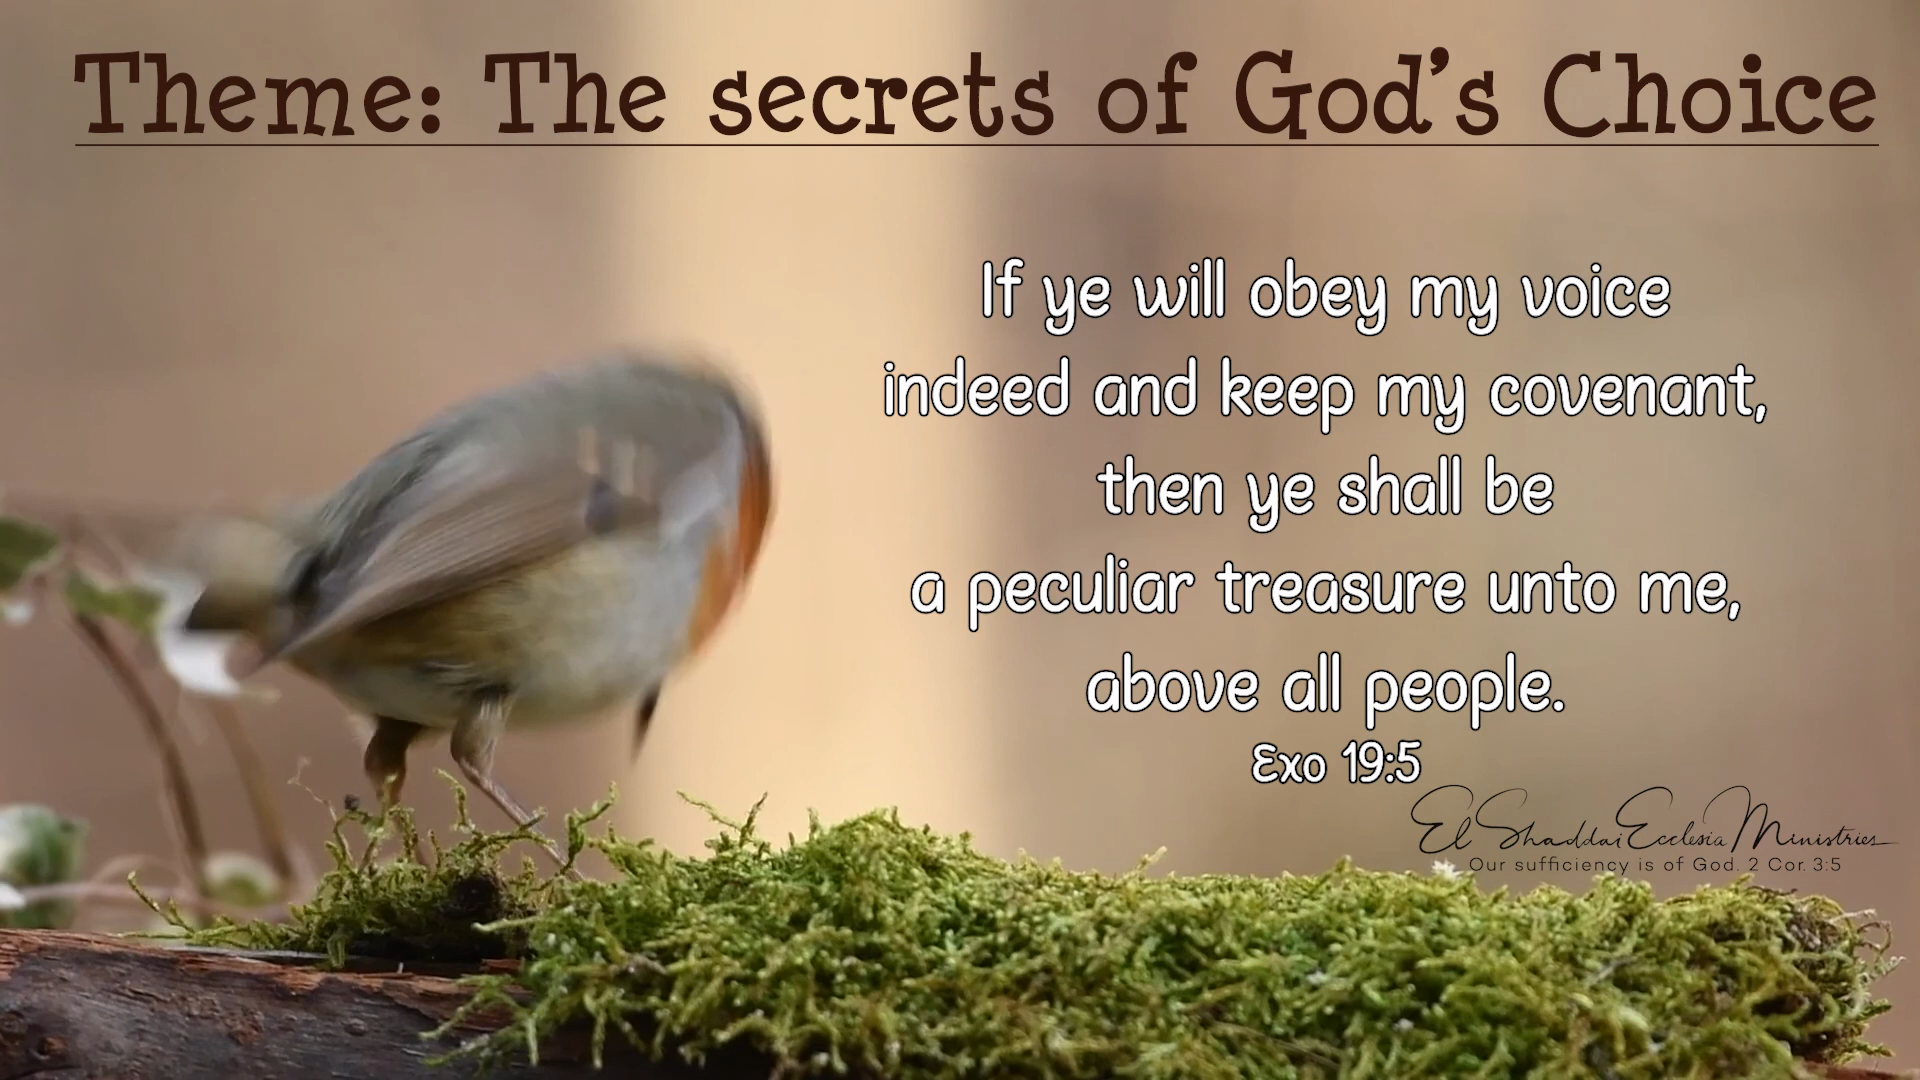 Theme: The secrets of God's Choice
If ye will obey my voice
indeed and keep my covenant,
then ye shall be
a peculiar treasure unto me,
above all people.
Exo 19:5
El Shaddai Ecclesia Ministries
Our sufficiency is of God. 2 Cor. 3:5